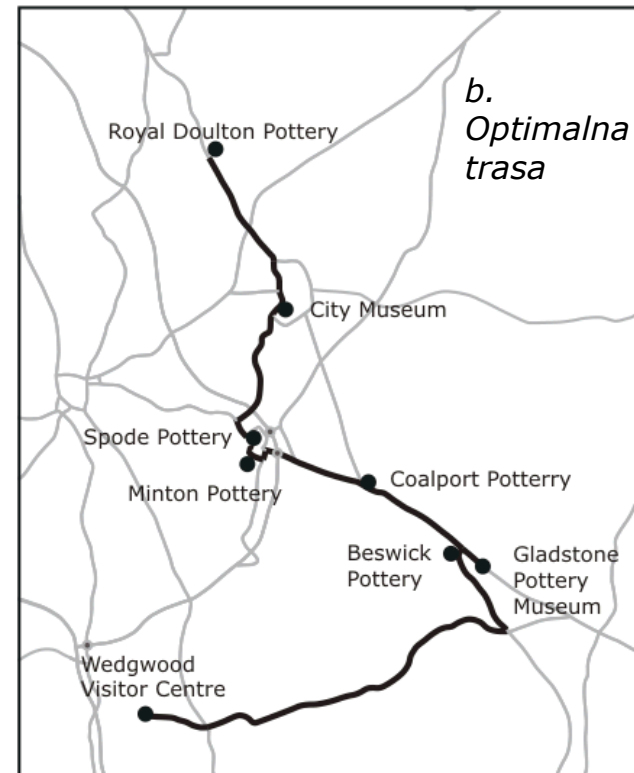 b.
Optimalna
trasa
Royal Doulton Pottery
City Museum
Spode Pottery
Minton Pottery
Coalport Potterry
Beswick
Pottery
Gladstone
Pottery
Museum
Wedgwood
Visitor Centre